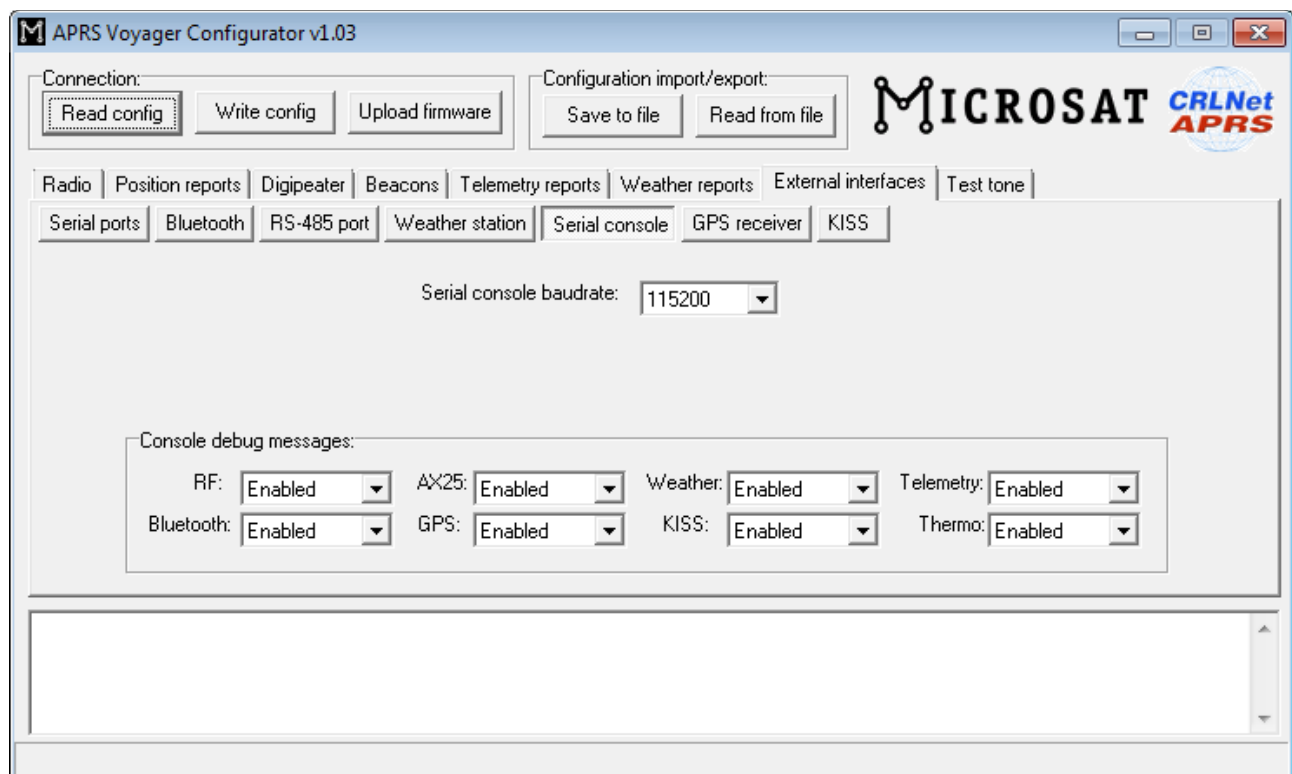 APRS Voyager Configurator v1.03
Connection:
Read config Write config Upload firmware
Configuration import/export:
Save to file Read from file
MICROSAT
CRLNet
APRS
Radio Position reports Digipeater Beacons Telemetry reports Weather reports External interfaces Test tone
Serial ports Bluetooth RS-485 port Weather station Serial console GPS receiver KISS
Serial console baudrate: 115200
Console debug messages:
RF: Enabled AX25: Enabled Weather: Enabled Telemetry: Enabled
Bluetooth: Enabled GPS: Enabled KISS: Enabled Thermo: Enabled